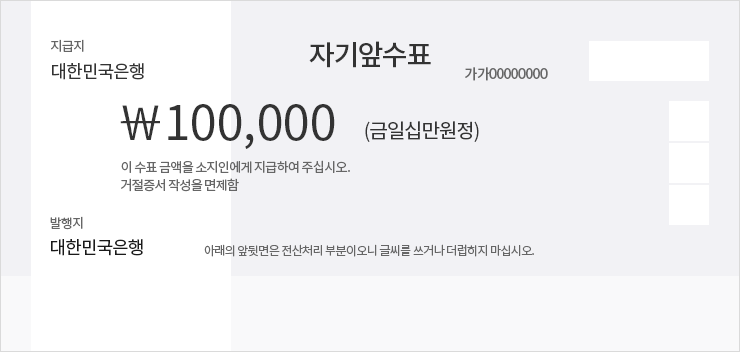 지급지
대한민국은행
자기앞수표
가가00000000
₩100,000 (금일십만원정)
이 수표 금액을 소지인에게 지급하여 주십시오.
거절증서 작성을 면제함
발행지
대한민국은행
아래의 앞뒷면은 전산처리 부분이오니 글씨를 쓰거나 더럽히지 마십시오.